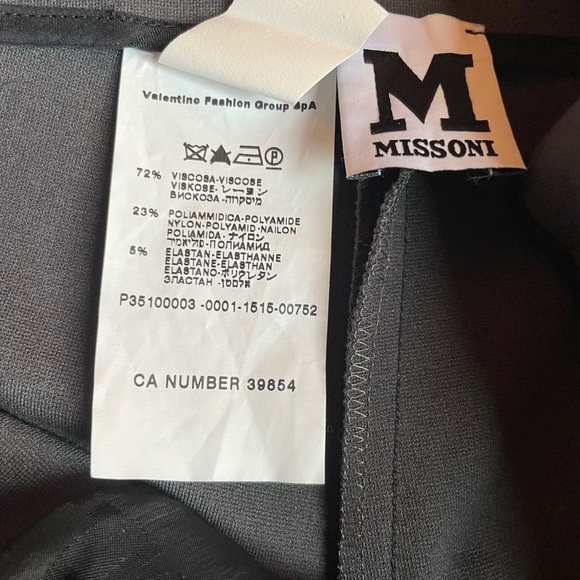 Valentino Fashion Group SpA
P
72% VISCOSA-VISCOSE
VISKOSE-レーヨン
ВИСКОЗА-
23% POLIAMMIDICA-POLYAMIDE
NYLON-POLYAMID-NAILON
POLIAMIDA-ナイロン
ПОЛИАМИД
5% ELASTAN-ELASTHANNE
ELASTANE-ELASTHAN
ELASTANO-ポリウレタン
ЭЛАСТАН
P35100003 -0001-1515-00752
CA NUMBER 39854
M
MISSONI